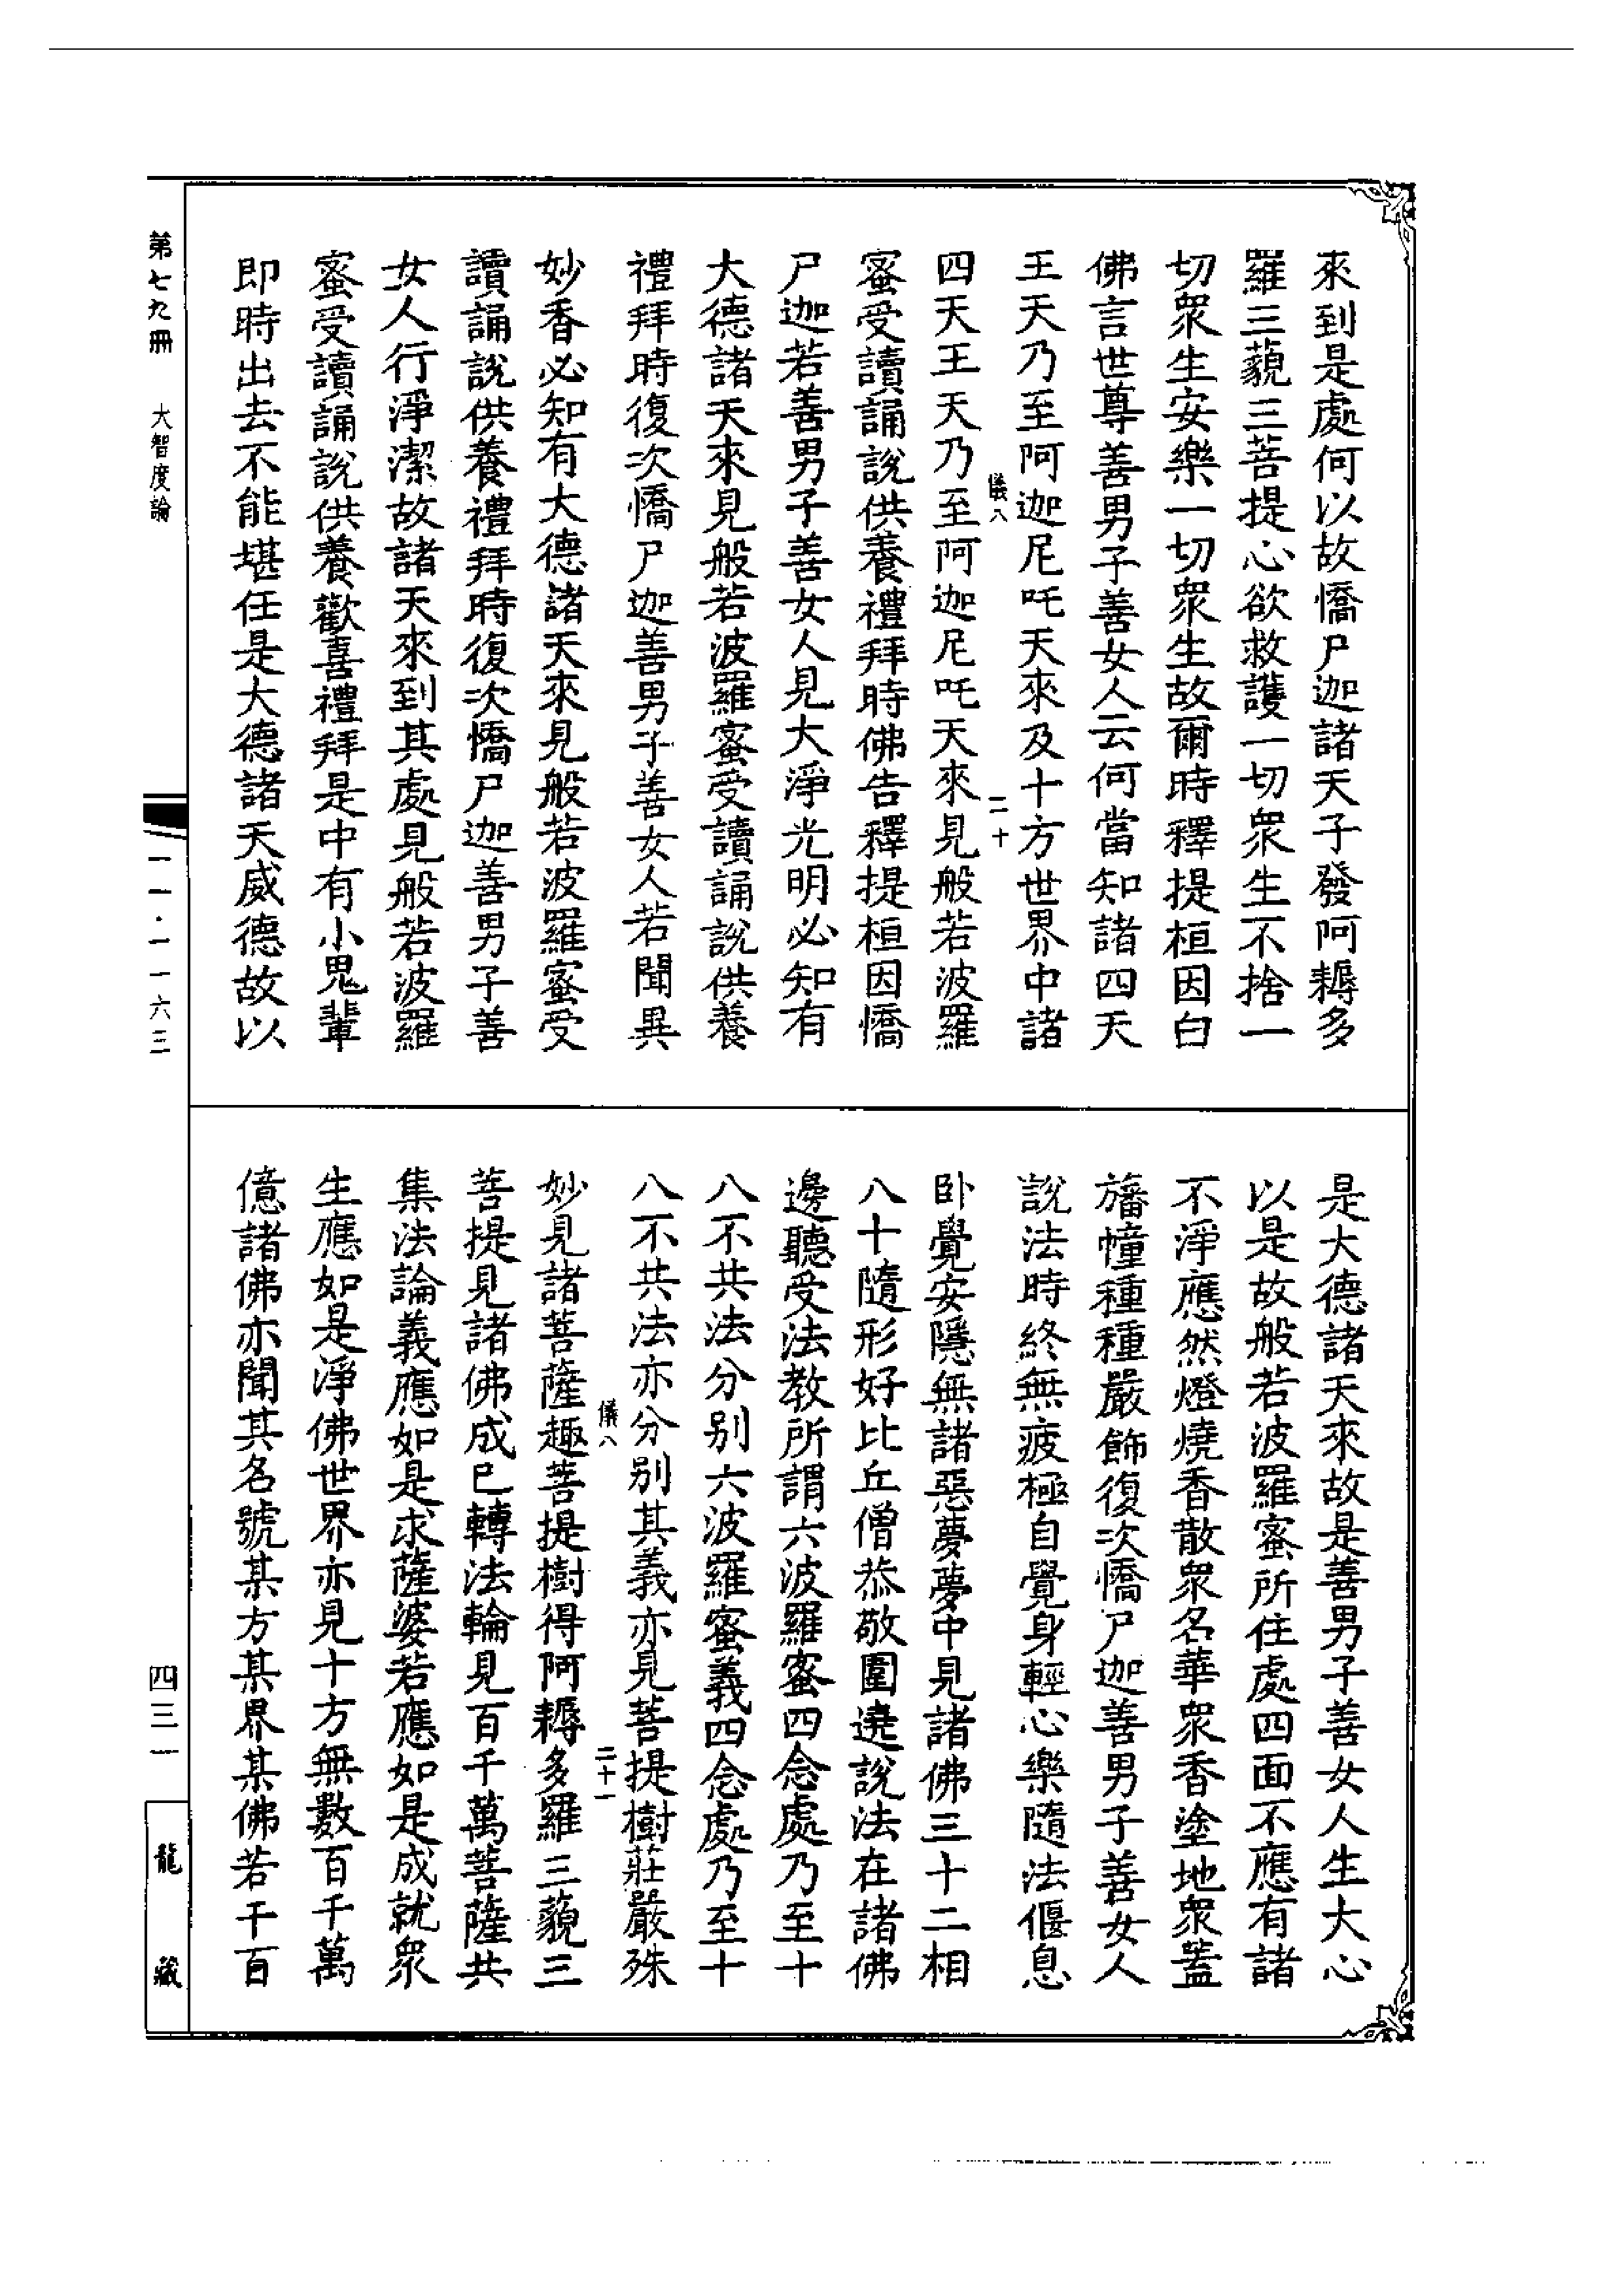 來到是處何以故憍尸迦諸天子發阿耨多
羅三藐三菩提心欲救護一切眾生不捨一
切眾生安樂一切眾生故爾時釋提桓因白
佛言世尊善男子善女人云何當知諸四天
王天乃至阿迦尼吒天來及十方世界中諸
儀八 二十
四天王天乃至阿迦尼吒天來見般若波羅
蜜受讀誦說供養禮拜時佛告釋提桓因憍
尸迦若善男子善女人見大淨光明必知有
大德諸天來見般若波羅蜜受讀誦說供養
禮拜時復次憍尸迦善男子善女人若聞異
妙香必知有大德諸天來見般若波羅蜜受
讀誦說供養禮拜時復次憍尸迦善男子善
女人行淨潔故諸天來到其處見般若波羅
蜜受讀誦說供養歡喜禮拜是中有小鬼輩
即時出去不能堪任是大德諸天威德故以
是大德諸天來故是善男子善女人生大心
以是故般若波羅蜜所住處四面不應有諸
不淨應然燈燒香散眾名華眾香塗地眾蓋
旛幢種種嚴飾復次憍尸迦善男子善女人
說法時終無疲極自覺身輕心樂隨法偃息
臥覺安隱無諸惡夢夢中見諸佛三十二相
八十隨形好比丘僧恭敬圍遶說法在諸佛
邊聽受法教所謂六波羅蜜四念處乃至十
八不共法分別六波羅蜜義四念處乃至十
八不共法亦分別其義亦見菩提樹莊嚴殊
儀八 二十一
妙見諸菩薩趣菩提樹得阿耨多羅三藐三
菩提見諸佛成已轉法輪見百千萬菩薩共
集法論義應如是求薩婆若應如是成就眾
生應如是淨佛世界亦見十方無數百千萬
億諸佛亦聞其名號某方某界某佛若干百
第七九冊 大智度論
一一·一一六三
四三一
龍藏